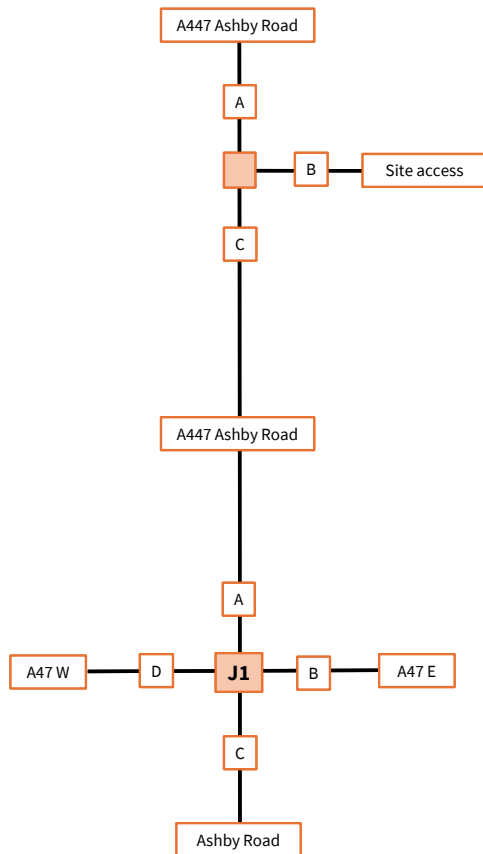 A447 Ashby Road
A
B
Site access
C
A447 Ashby Road
A
A47 W
D
J1
B
A47 E
C
Ashby Road